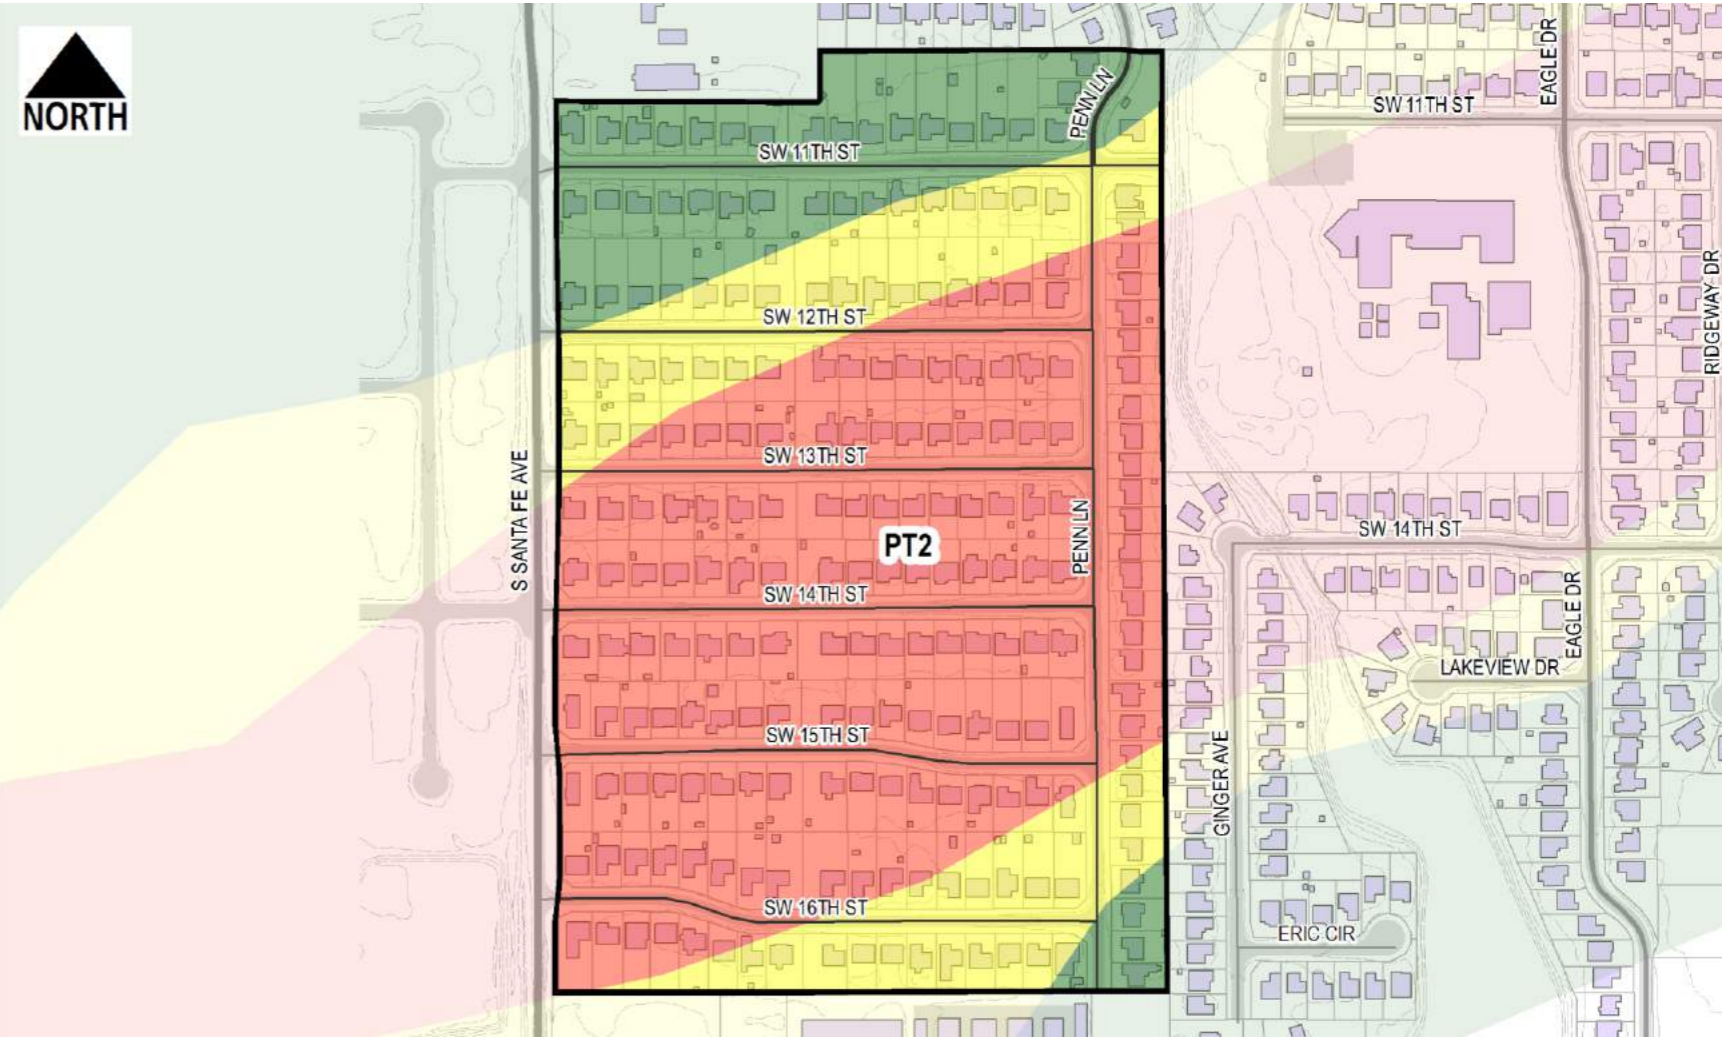 EAGLE DR
NORTH
PENN LN
SW 11TH ST
SW 11TH ST
RIDGEWAY DR
SW 12TH ST
SW 13TH ST
S SANTA FE AVE
PENN LN
SW 14TH ST
PT2
SW 14TH ST
EAGLE DR
LAKEVIEW DR
SW 15TH ST
GINGER AVE
SW 16TH ST
ERIC CIR